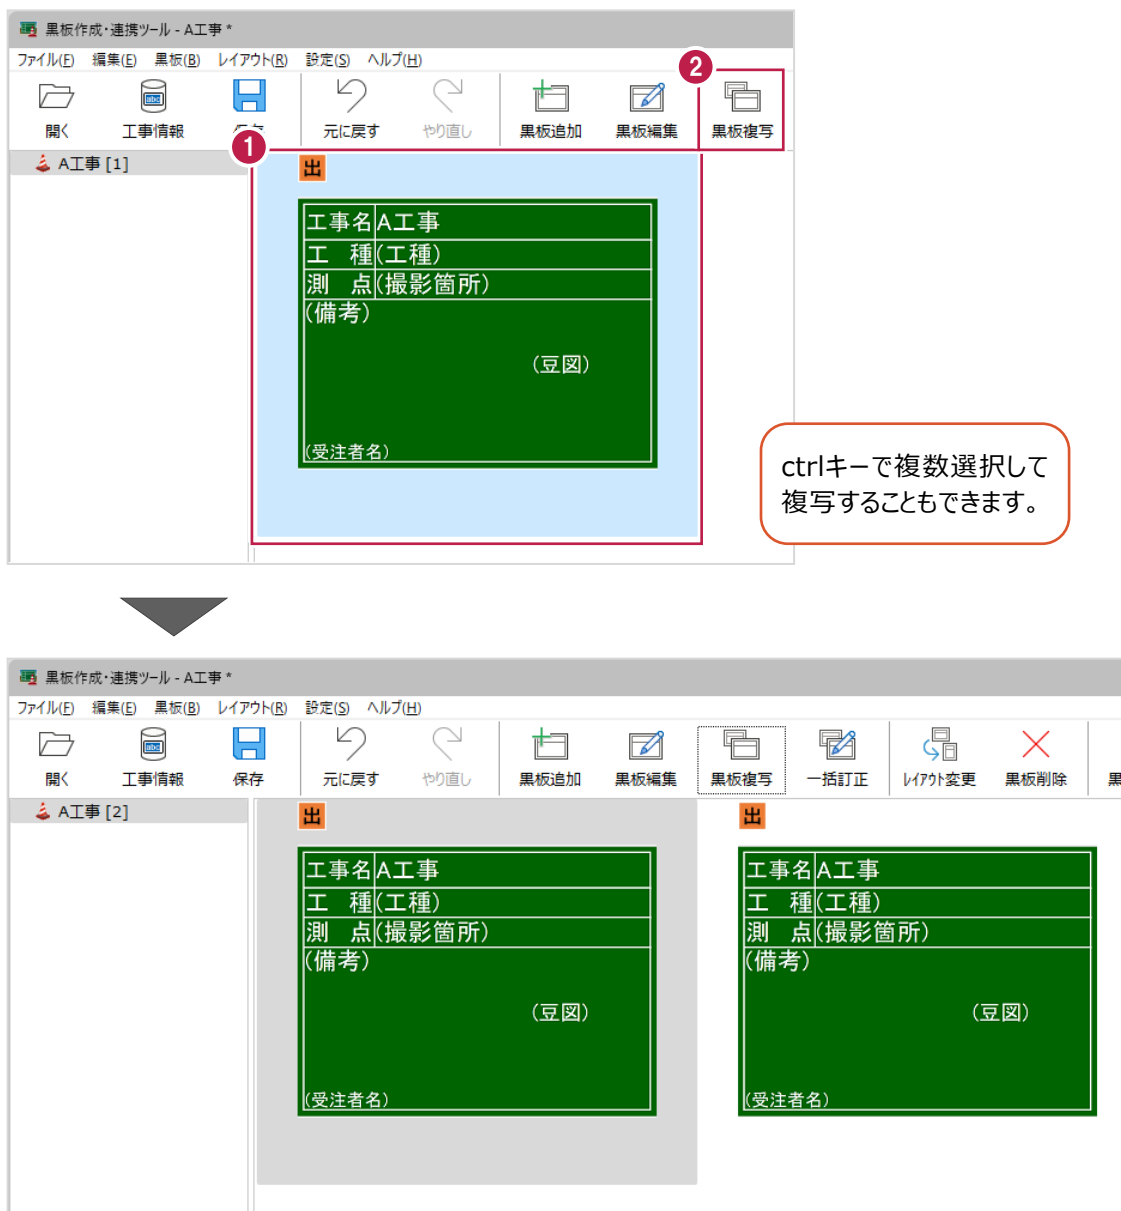 黒板作成・連携ツール - A工事 *
ファイル(F) 編集(E) 黒板(B) レイアウト(R) 設定(S) ヘルプ(H)
2
開く 工事情報 保存 元に戻す やり直し 黒板追加 黒板編集 黒板複写
1
A工事 [1]
出
工事名 A工事
工　種 (工種)
測　点 (撮影箇所)
(備考)
(豆図)
(受注者名)
ctrlキーで複数選択して
複写することもできます。
黒板作成・連携ツール - A工事 *
ファイル(F) 編集(E) 黒板(B) レイアウト(R) 設定(S) ヘルプ(H)
開く 工事情報 保存 元に戻す やり直し 黒板追加 黒板編集 黒板複写 一括訂正 レイアウト変更 黒板削除 黒
A工事 [2]
出 出
工事名 A工事
工　種 (工種)
測　点 (撮影箇所)
(備考)
(豆図)
(受注者名)
工事名 A工事
工　種 (工種)
測　点 (撮影箇所)
(備考)
(豆図)
(受注者名)